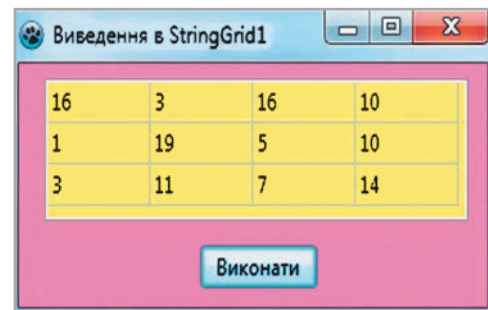 Виведення в StringGrid1
16 3 16 10
1 19 5 10
3 11 7 14
Виконати